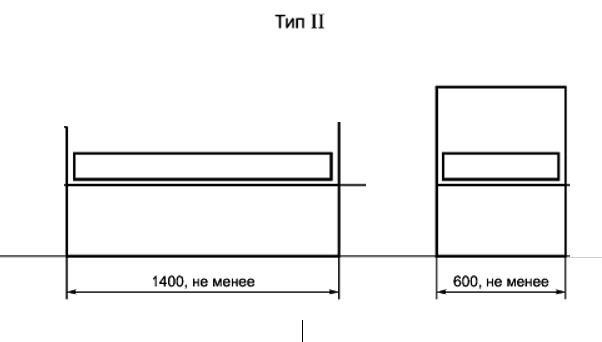 Тип II
1400, не менее
600, не менее